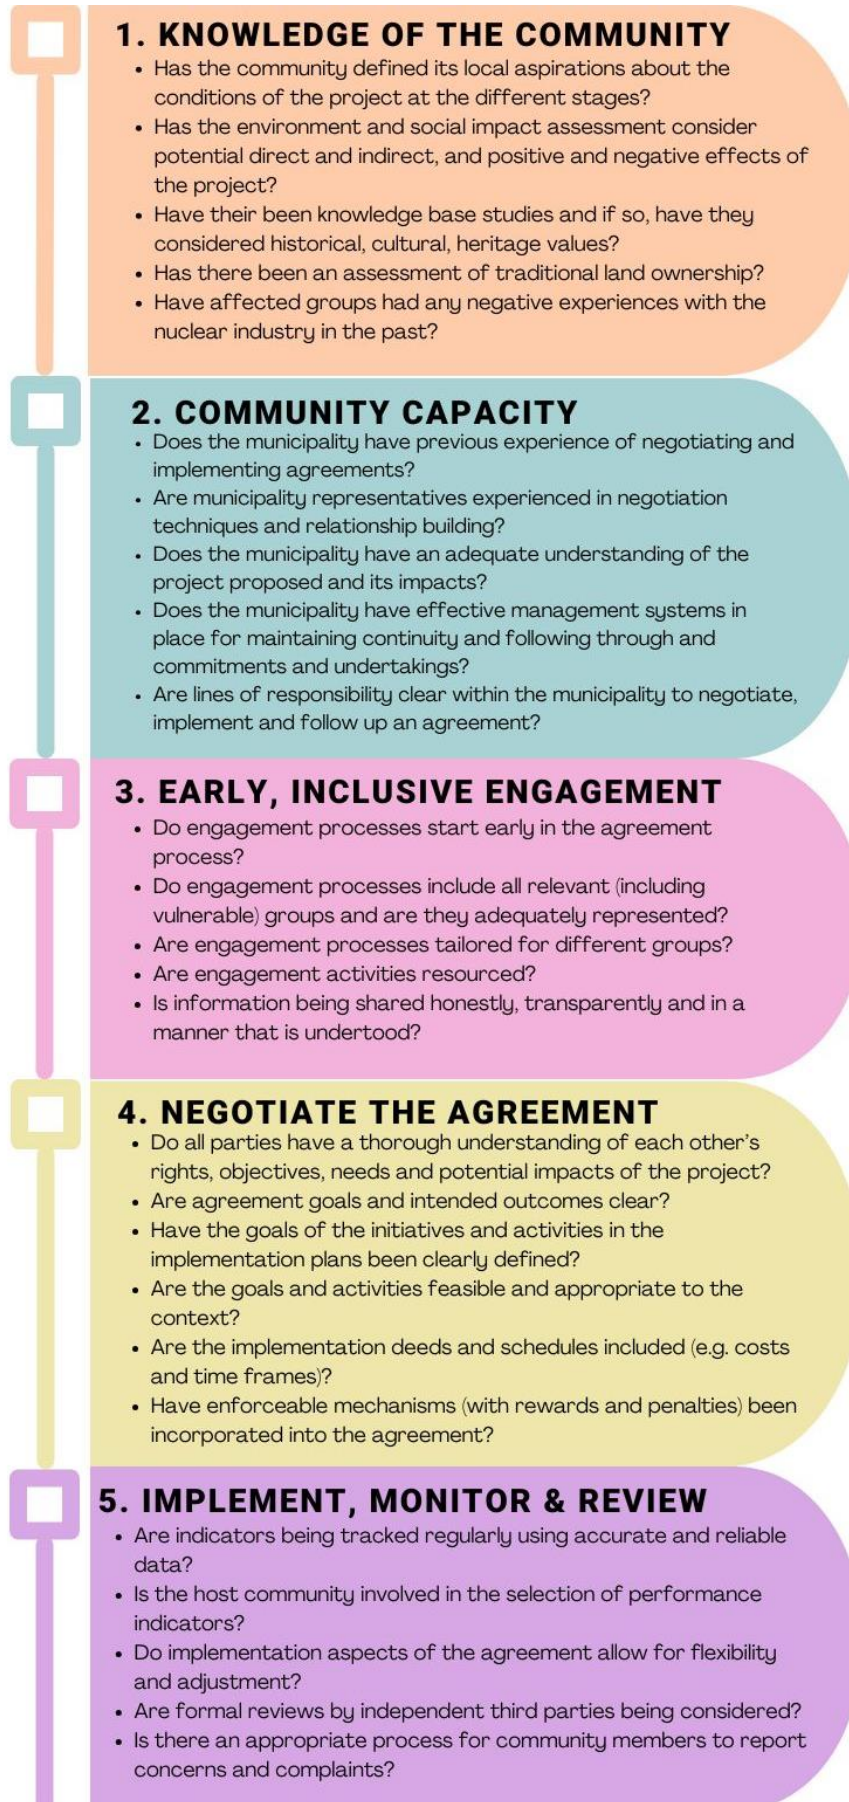 1. KNOWLEDGE OF THE COMMUNITY
• Has the community defined its local aspirations about the
conditions of the project at the different stages?
• Has the environment and social impact assessment consider
potential direct and indirect, and positive and negative effects of
the project?
• Have their been knowledge base studies and if so, have they
considered historical, cultural, heritage values?
• Has there been an assessment of traditional land ownership?
• Have affected groups had any negative experiences with the
nuclear industry in the past?
2. COMMUNITY CAPACITY
• Does the municipality have previous experience of negotiating and
implementing agreements?
• Are municipality representatives experienced in negotiation
techniques and relationship building?
• Does the municipality have an adequate understanding of the
project proposed and its impacts?
• Does the municipality have effective management systems in
place for maintaining continuity and following through and
commitments and undertakings?
• Are lines of responsibility clear within the municipality to negotiate,
implement and follow up an agreement?
3. EARLY, INCLUSIVE ENGAGEMENT
• Do engagement processes start early in the agreement
process?
• Do engagement processes include all relevant (including
vulnerable) groups and are they adequately represented?
• Are engagement processes tailored for different groups?
• Are engagement activities resourced?
• Is information being shared honestly, transparently and in a
manner that is undertood?
4. NEGOTIATE THE AGREEMENT
• Do all parties have a thorough understanding of each other's
rights, objectives, needs and potential impacts of the project?
• Are agreement goals and intended outcomes clear?
• Have the goals of the initiatives and activities in the
implementation plans been clearly defined?
• Are the goals and activities feasible and appropriate to the
context?
• Are the implementation deeds and schedules included (e.g. costs
and time frames)?
• Have enforceable mechanisms (with rewards and penalties) been
incorporated into the agreement?
5. IMPLEMENT, MONITOR & REVIEW
• Are indicators being tracked regularly using accurate and reliable
data?
• Is the host community involved in the selection of performance
indicators?
• Do implementation aspects of the agreement allow for flexibility
and adjustment?
• Are formal reviews by independent third parties being considered?
• Is there an appropriate process for community members to report
concerns and complaints?